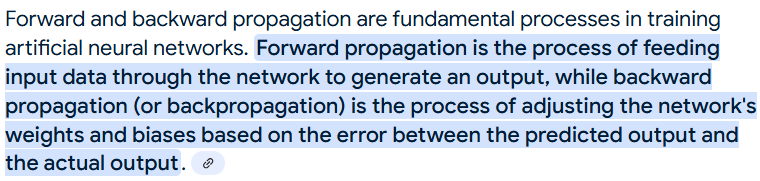 Forward and backward propagation are fundamental processes in training
artificial neural networks. Forward propagation is the process of feeding
input data through the network to generate an output, while backward
propagation (or backpropagation) is the process of adjusting the network's
weights and biases based on the error between the predicted output and
the actual output.